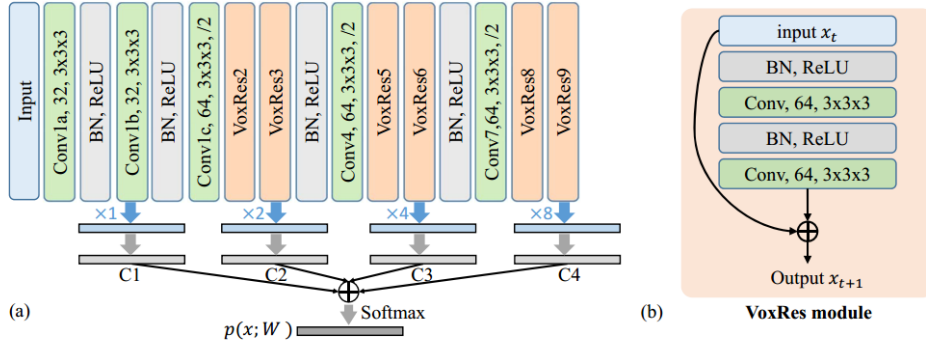 Input
Conv1a, 32, 3x3x3
BN, ReLU
Conv1b, 32, 3x3x3
BN, ReLU
Conv1c, 64, 3x3x3, /2
VoxRes2
VoxRes3
BN, ReLU
Conv4, 64, 3x3x3, /2
VoxRes5
VoxRes6
BN, ReLU
Conv7,64, 3x3x3, /2
VoxRes8
VoxRes9
×1
×2
×4
×8
C1
C2
C3
C4
Softmax
p(x; W)
(a)
input x_t
BN, ReLU
Conv, 64, 3x3x3
BN, ReLU
Conv, 64, 3x3x3
Output x_{t+1}
(b)
VoxRes module